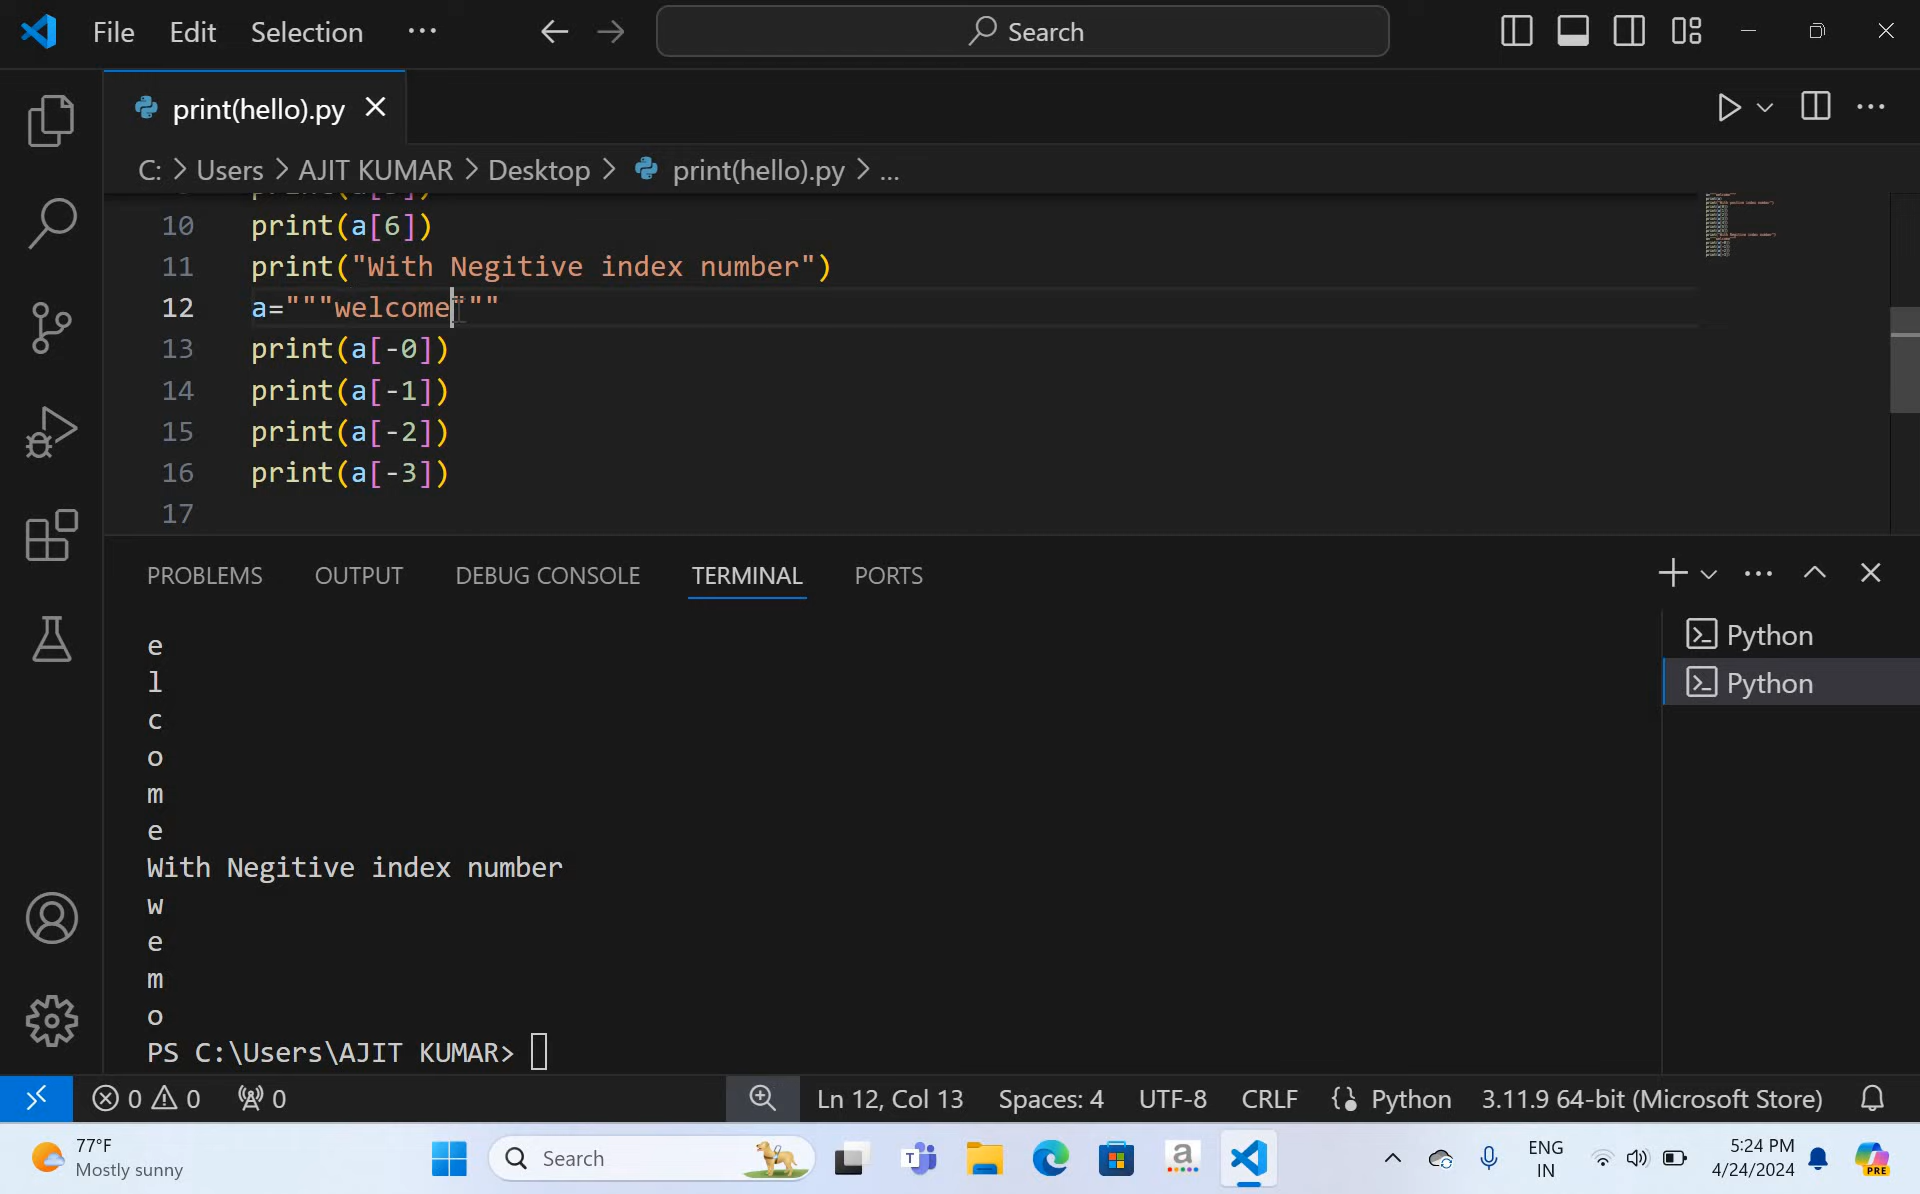 File Edit Selection ··· Search
print(hello).py
C: > Users > AJIT KUMAR > Desktop > print(hello).py > ...
10 print(a[6])
11 print("With Negitive index number")
12 a="""welcome"""
13 print(a[-0])
14 print(a[-1])
15 print(a[-2])
16 print(a[-3])
17
PROBLEMS OUTPUT DEBUG CONSOLE TERMINAL PORTS
Python
Python
e
l
c
o
m
e
With Negitive index number
w
e
m
o
PS C:\Users\AJIT KUMAR>
0 0 0 Ln 12, Col 13 Spaces: 4 UTF-8 CRLF Python 3.11.9 64-bit (Microsoft Store)
77°F
Mostly sunny
Search
ENG
IN
5:24 PM
4/24/2024
PRE